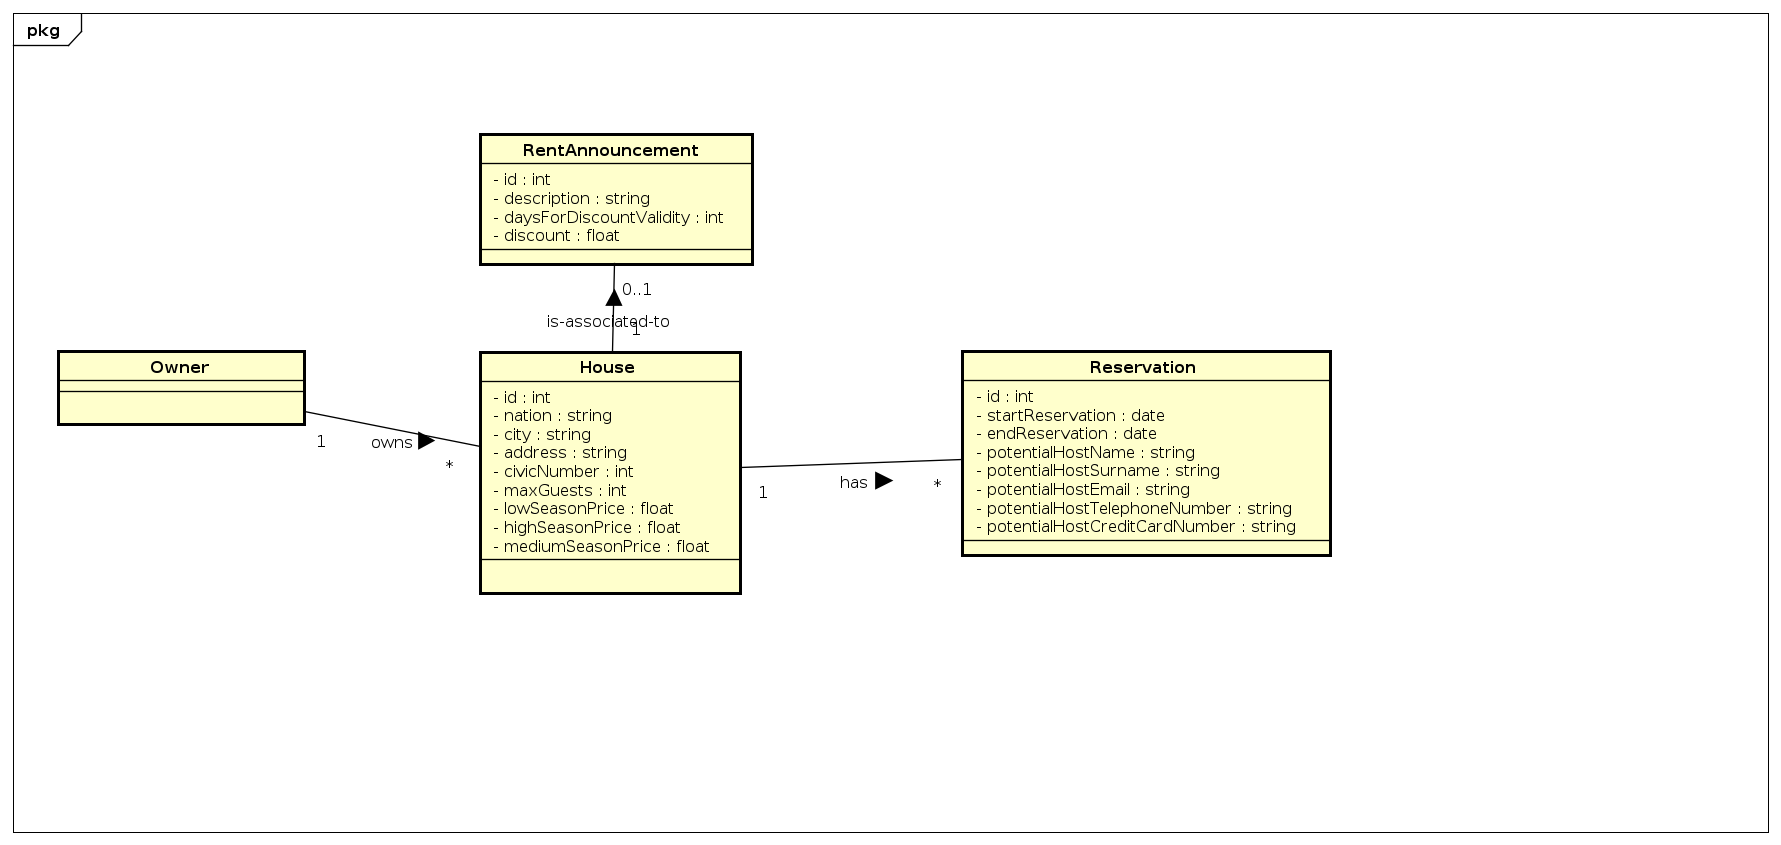 pkg
RentAnnouncement
- id : int
- description : string
- daysForDiscountValidity : int
- discount : float
0..1
is-associated-to
1
Owner
1
owns
*
House
- id : int
- nation : string
- city : string
- address : string
- civicNumber : int
- maxGuests : int
- lowSeasonPrice : float
- highSeasonPrice : float
- mediumSeasonPrice : float
1
has
*
Reservation
- id : int
- startReservation : date
- endReservation : date
- potentialHostName : string
- potentialHostSurname : string
- potentialHostEmail : string
- potentialHostTelephoneNumber : string
- potentialHostCreditCardNumber : string